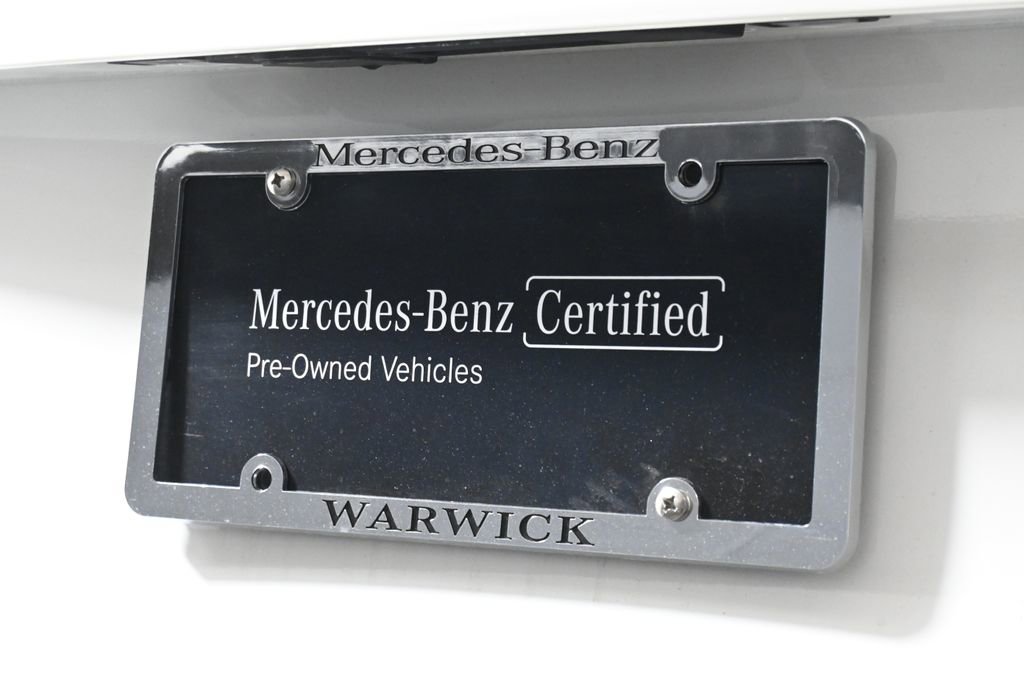 Mercedes-Benz
Mercedes-Benz Certified
Pre-Owned Vehicles
WARWICK